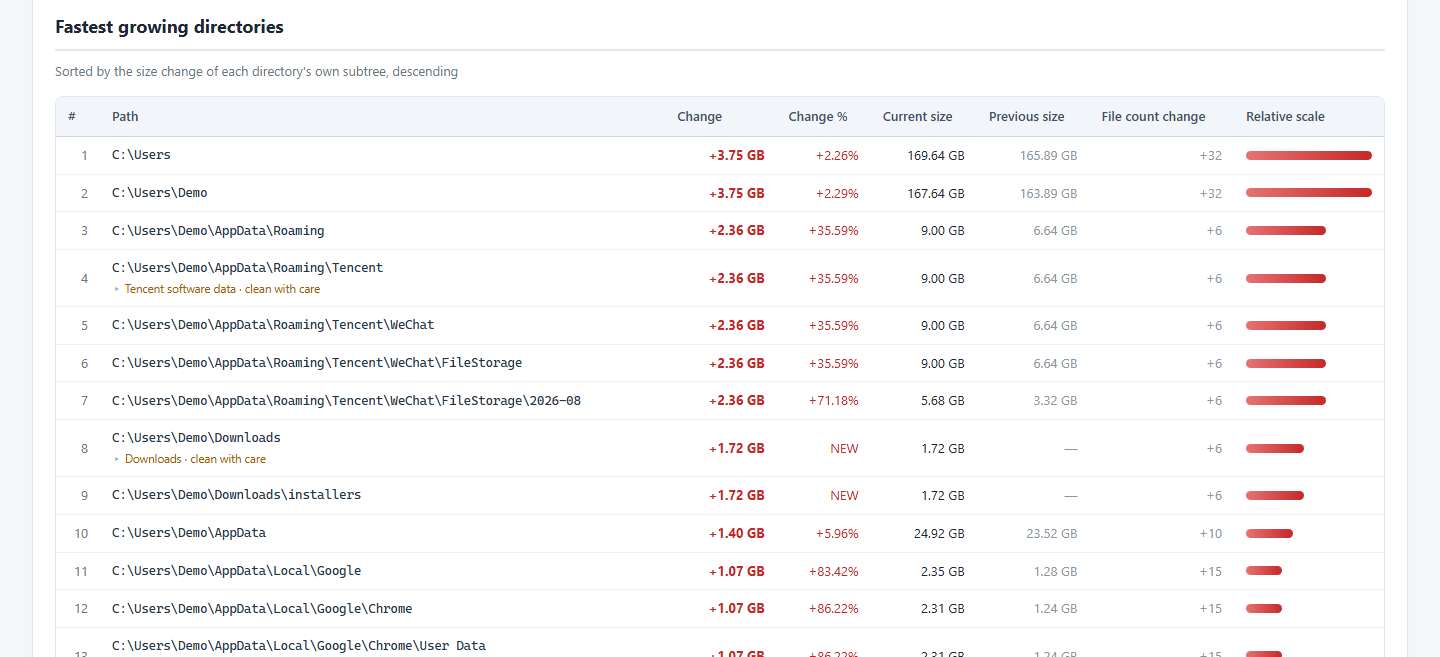 Fastest growing directories
Sorted by the size change of each directory's own subtree, descending
# Path Change Change % Current size Previous size File count change Relative scale
1 C:\Users +3.75 GB +2.26% 169.64 GB 165.89 GB +32
2 C:\Users\Demo +3.75 GB +2.29% 167.64 GB 163.89 GB +32
3 C:\Users\Demo\AppData\Roaming +2.36 GB +35.59% 9.00 GB 6.64 GB +6
4 C:\Users\Demo\AppData\Roaming\Tencent +2.36 GB +35.59% 9.00 GB 6.64 GB +6
Tencent software data · clean with care
5 C:\Users\Demo\AppData\Roaming\Tencent\WeChat +2.36 GB +35.59% 9.00 GB 6.64 GB +6
6 C:\Users\Demo\AppData\Roaming\Tencent\WeChat\FileStorage +2.36 GB +35.59% 9.00 GB 6.64 GB +6
7 C:\Users\Demo\AppData\Roaming\Tencent\WeChat\FileStorage\2026-08 +2.36 GB +71.18% 5.68 GB 3.32 GB +6
8 C:\Users\Demo\Downloads +1.72 GB NEW 1.72 GB — +6
Downloads · clean with care
9 C:\Users\Demo\Downloads\installers +1.72 GB NEW 1.72 GB — +6
10 C:\Users\Demo\AppData +1.40 GB +5.96% 24.92 GB 23.52 GB +10
11 C:\Users\Demo\AppData\Local\Google +1.07 GB +83.42% 2.35 GB 1.28 GB +15
12 C:\Users\Demo\AppData\Local\Google\Chrome +1.07 GB +86.22% 2.31 GB 1.24 GB +15
13 C:\Users\Demo\AppData\Local\Google\Chrome\User Data +1.07 GB +86.22% 2.31 GB 1.24 GB +15